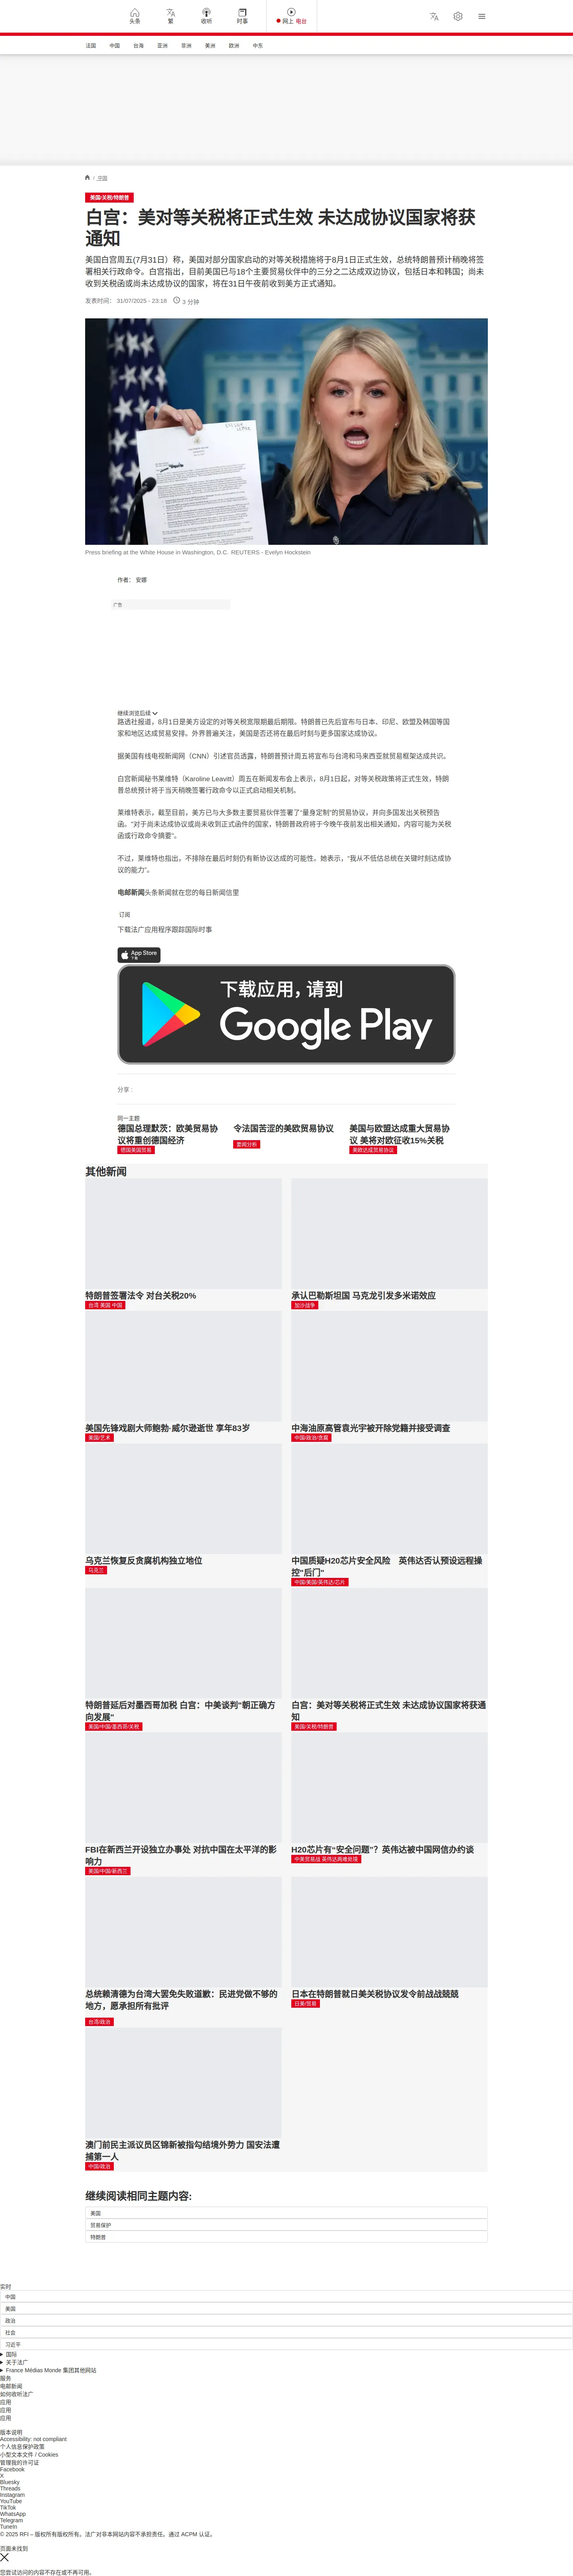 头条
繁
收听
时事
网上 电台
法国
中国
台海
亚洲
非洲
美洲
欧洲
中东
/ 中国
美国/关税/特朗普
白宫：美对等关税将正式生效 未达成协议国家将获
通知
美国白宫周五(7月31日）称，美国对部分国家启动的对等关税措施将于8月1日正式生效，总统特朗普预计稍晚将签
署相关行政命令。白宫指出，目前美国已与18个主要贸易伙伴中的三分之二达成双边协议，包括日本和韩国；尚未
收到关税函或尚未达成协议的国家，将在31日午夜前收到美方正式通知。
发表时间： 31/07/2025 - 23:18
3 分钟
Press briefing at the White House in Washington, D.C. REUTERS - Evelyn Hockstein
作者： 安娜
广告
继续浏览后续
路透社报道，8月1日是美方设定的对等关税宽限期最后期限。特朗普已先后宣布与日本、印尼、欧盟及韩国等国
家和地区达成贸易安排。外界普遍关注，美国是否还将在最后时刻与更多国家达成协议。
据美国有线电视新闻网（CNN）引述官员透露，特朗普预计周五将宣布与台湾和马来西亚就贸易框架达成共识。
白宫新闻秘书莱维特（Karoline Leavitt）周五在新闻发布会上表示，8月1日起，对等关税政策将正式生效，特朗
普总统预计将于当天稍晚签署行政命令以正式启动相关机制。
莱维特表示，截至目前，美方已与大多数主要贸易伙伴签署了“量身定制”的贸易协议，并向多国发出关税预告
函。“对于尚未达成协议或尚未收到正式函件的国家，特朗普政府将于今晚午夜前发出相关通知，内容可能为关税
函或行政命令摘要”。
不过，莱维特也指出，不排除在最后时刻仍有新协议达成的可能性。她表示，“我从不低估总统在关键时刻达成协
议的能力”。
电邮新闻头条新闻就在您的每日新闻信里
订阅
下载法广应用程序跟踪国际时事
App Store
下载
下载应用，请到
Google Play
分享 :
同一主题
德国总理默茨：欧美贸易协
议将重创德国经济
德国美国贸易
令法国苦涩的美欧贸易协议
要闻分析
美国与欧盟达成重大贸易协
议 美将对欧征收15%关税
美欧达成贸易协议
其他新闻
特朗普签署法令 对台关税20%
台湾 美国 中国
承认巴勒斯坦国 马克龙引发多米诺效应
加沙战争
美国先锋戏剧大师鲍勃·威尔逊逝世 享年83岁
美国/艺术
中海油原高管袁光宇被开除党籍并接受调查
中国/政治/贪腐
乌克兰恢复反贪腐机构独立地位
乌克兰
中国质疑H20芯片安全风险　英伟达否认预设远程操
控"后门"
中国/美国/英伟达/芯片
特朗普延后对墨西哥加税 白宫：中美谈判"朝正确方
向发展"
美国/中国/墨西哥/关税
白宫：美对等关税将正式生效 未达成协议国家将获通
知
美国/关税/特朗普
FBI在新西兰开设独立办事处 对抗中国在太平洋的影
响力
美国/中国/新西兰
H20芯片有“安全问题”？英伟达被中国网信办约谈
中美贸易战 英伟达两难处境
总统赖清德为台湾大罢免失败道歉：民进党做不够的
地方，愿承担所有批评
台湾/政治
日本在特朗普就日美关税协议发令前战战兢兢
日美/贸易
澳门前民主派议员区锦新被指勾结境外势力 国安法遭
捕第一人
中国/政治
继续阅读相同主题内容:
美国
贸易保护
特朗普
实时
中国
美国
政治
社会
习近平
国际
关于法广
France Médias Monde 集团其他网站
服务
电邮新闻
如何收听法广
应用
应用
应用
版本说明
Accessibility: not compliant
个人信息保护政策
小型文本文件 / Cookies
管理我的许可证
Facebook
X
Bluesky
Threads
Instagram
YouTube
TikTok
WhatsApp
Telegram
TuneIn
© 2025 RFI – 版权所有版权所有。法广对非本网站内容不承担责任。通过 ACPM 认证。
页面未找到
您尝试访问的内容不存在或不再可用。